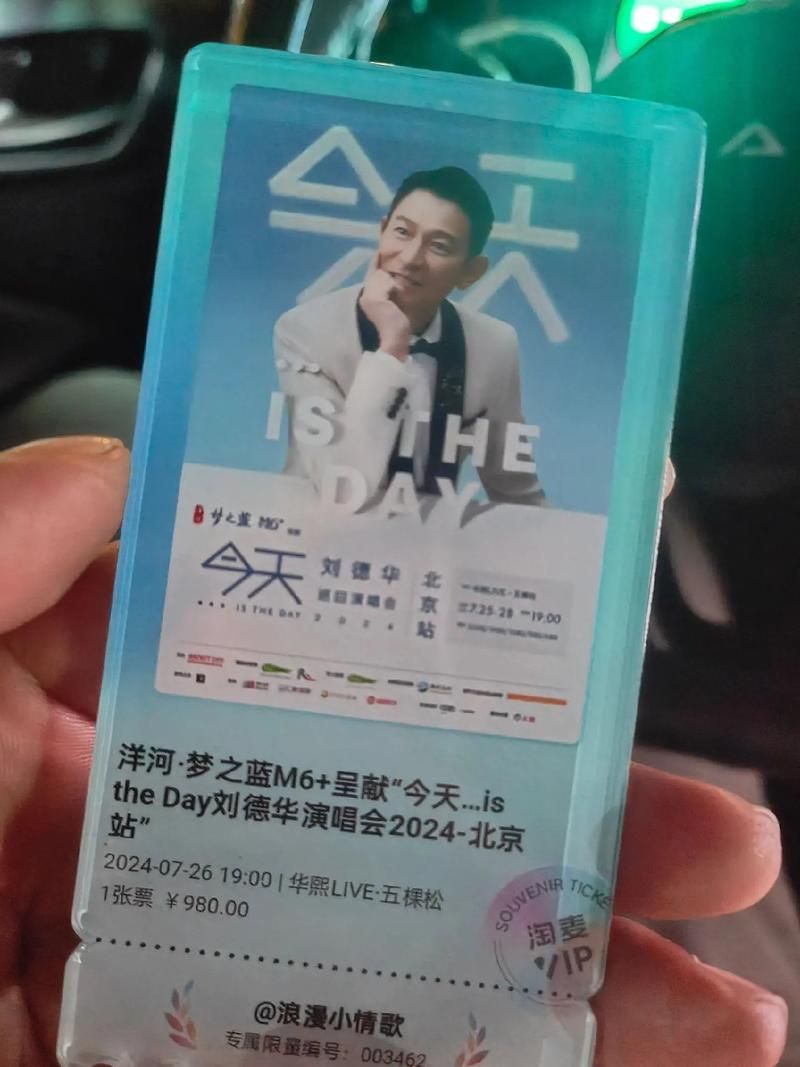 今天
...
IS THE
DAY
梦之蓝 M6+
今天
... IS THE DAY
刘德华
巡回演唱会
2024
北京站
7.25-28 19:00
洋河·梦之蓝M6+呈献“今天...is
the Day刘德华演唱会2024-北京
站”
2024-07-26 19:00 | 华熙LIVE·五棵松
1张票 ￥980.00
SOUVENIR TICKE
淘麦
VIP
@浪漫小情歌
专属限量编号：003462